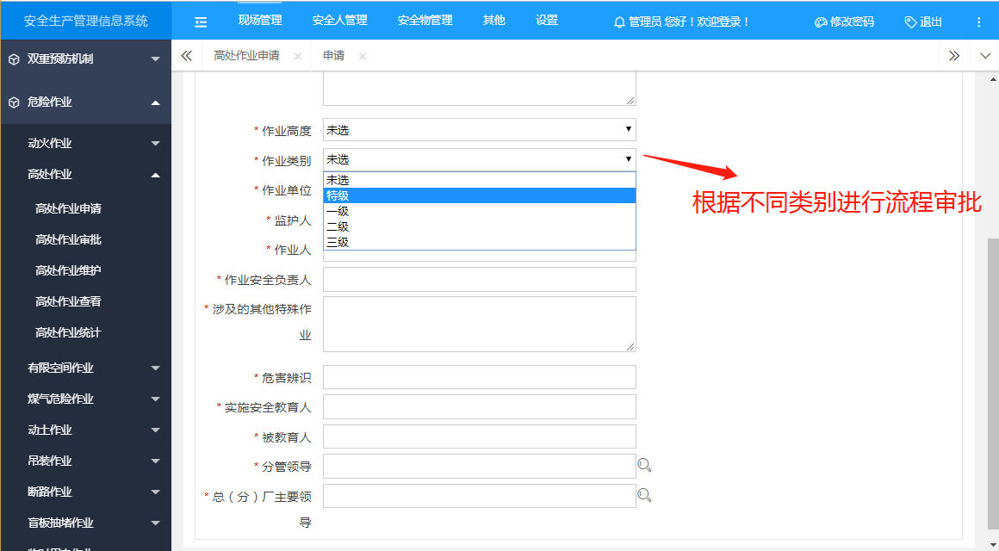 安全生产管理信息系统
现场管理 安全人管理 安全物管理 其他 设置 管理员 您好！欢迎登录！ 修改密码 退出
双重预防机制
危险作业
动火作业
高处作业
高处作业申请
高处作业审批
高处作业维护
高处作业查看
高处作业统计
有限空间作业
煤气危险作业
动土作业
吊装作业
断路作业
盲板抽堵作业
高处作业申请 × 申请 ×
* 作业高度 未选
* 作业类别 未选
未选
特级
一级
二级
三级
* 作业单位
* 监护人
* 作业人
* 作业安全负责人
* 涉及的其他特殊作
业
* 危害辨识
* 实施安全教育人
* 被教育人
* 分管领导
* 总（分）厂主要领
导
根据不同类别进行流程审批